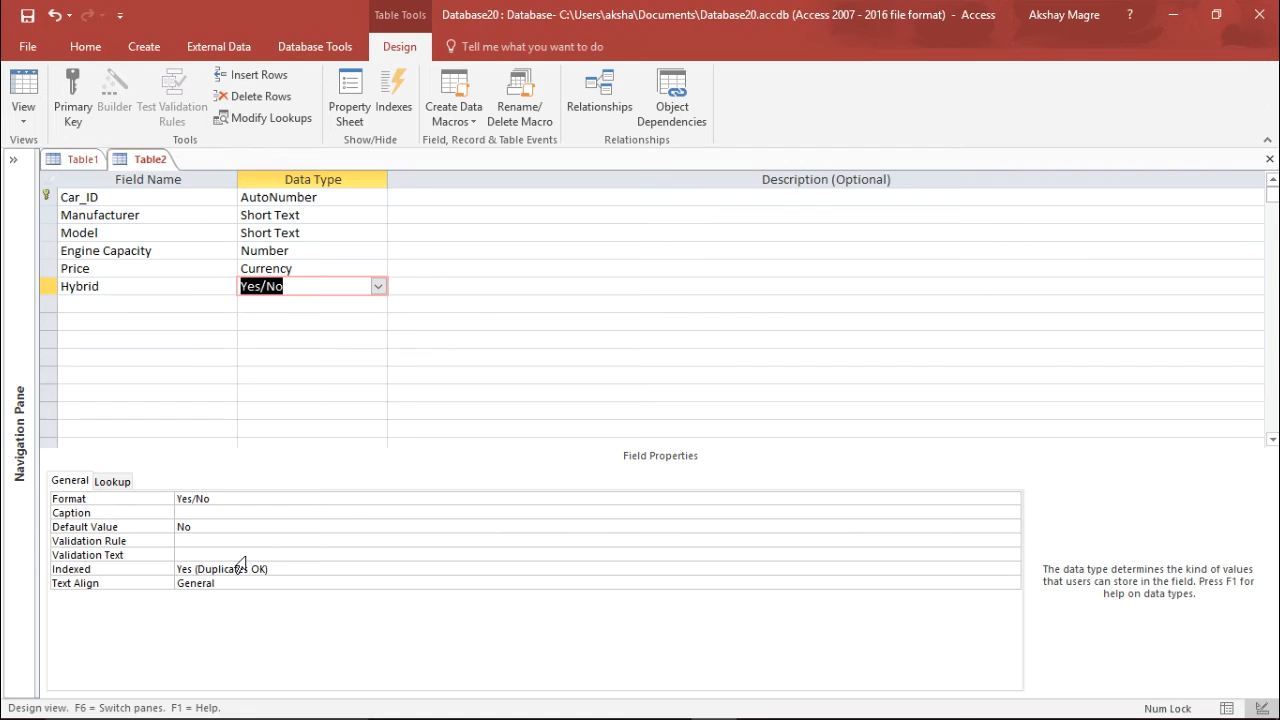 Table Tools
Database20 : Database- C:\Users\aksha\Documents\Database20.accdb (Access 2007 - 2016 file format) - Access
Akshay Magre
?
File
Home
Create
External Data
Database Tools
Design
Tell me what you want to do
View
Primary Key
Builder
Test Validation Rules
Insert Rows
Delete Rows
Modify Lookups
Property Sheet
Indexes
Create Data Macros
Rename/ Delete Macro
Relationships
Object Dependencies
Views
Tools
Show/Hide
Field, Record & Table Events
Relationships
Table1
Table2
Field Name
Data Type
Description (Optional)
Car_ID
AutoNumber
Manufacturer
Short Text
Model
Short Text
Engine Capacity
Number
Price
Currency
Hybrid
Yes/No
Navigation Pane
Field Properties
General
Lookup
Format
Yes/No
Caption
Default Value
No
Validation Rule
Validation Text
Indexed
Yes (Duplicates OK)
Text Align
General
The data type determines the kind of values
that users can store in the field. Press F1 for
help on data types.
Design view. F6 = Switch panes. F1 = Help.
Num Lock